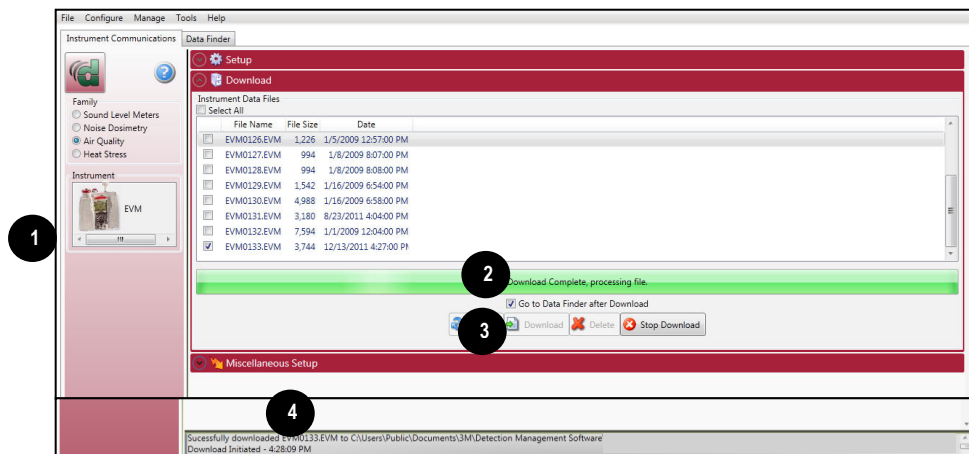 File Configure Manage Tools Help
Instrument Communications Data Finder
Setup
Download
Family
Sound Level Meters
Noise Dosimetry
Air Quality
Heat Stress
Instrument
EVM
Instrument Data Files
Select All
File Name File Size Date
EVM0126.EVM 1,226 1/5/2009 12:57:00 PM
EVM0127.EVM 994 1/8/2009 8:07:00 PM
EVM0128.EVM 994 1/8/2009 8:08:00 PM
EVM0129.EVM 1,542 1/16/2009 6:54:00 PM
EVM0130.EVM 4,988 1/16/2009 6:58:00 PM
EVM0131.EVM 3,180 8/23/2011 4:04:00 PM
EVM0132.EVM 7,594 1/1/2009 12:04:00 PM
EVM0133.EVM 3,744 12/13/2011 4:27:00 PM
1
2
Download Complete, processing file.
Go to Data Finder after Download
3
Download Delete Stop Download
Miscellaneous Setup
4
Sucessfully downloaded EVM0133.EVM to C:\Users\Public\Documents\3M\Detection Management Software\
Download Initiated - 4:28:09 PM